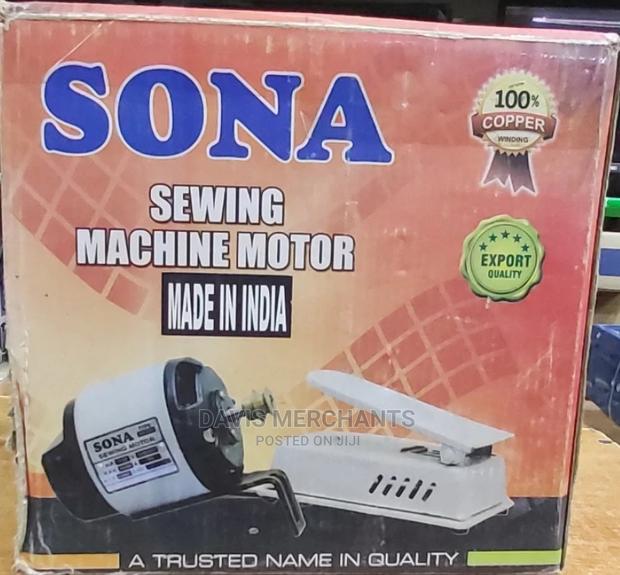 SONA
100%
COPPER
WINDING
SEWING
MACHINE MOTOR
EXPORT
QUALITY
MADE IN INDIA
SONA
SEWING MOTOR
DAVIS MERCHANTS
POSTED ON JIJI
A TRUSTED NAME IN QUALITY